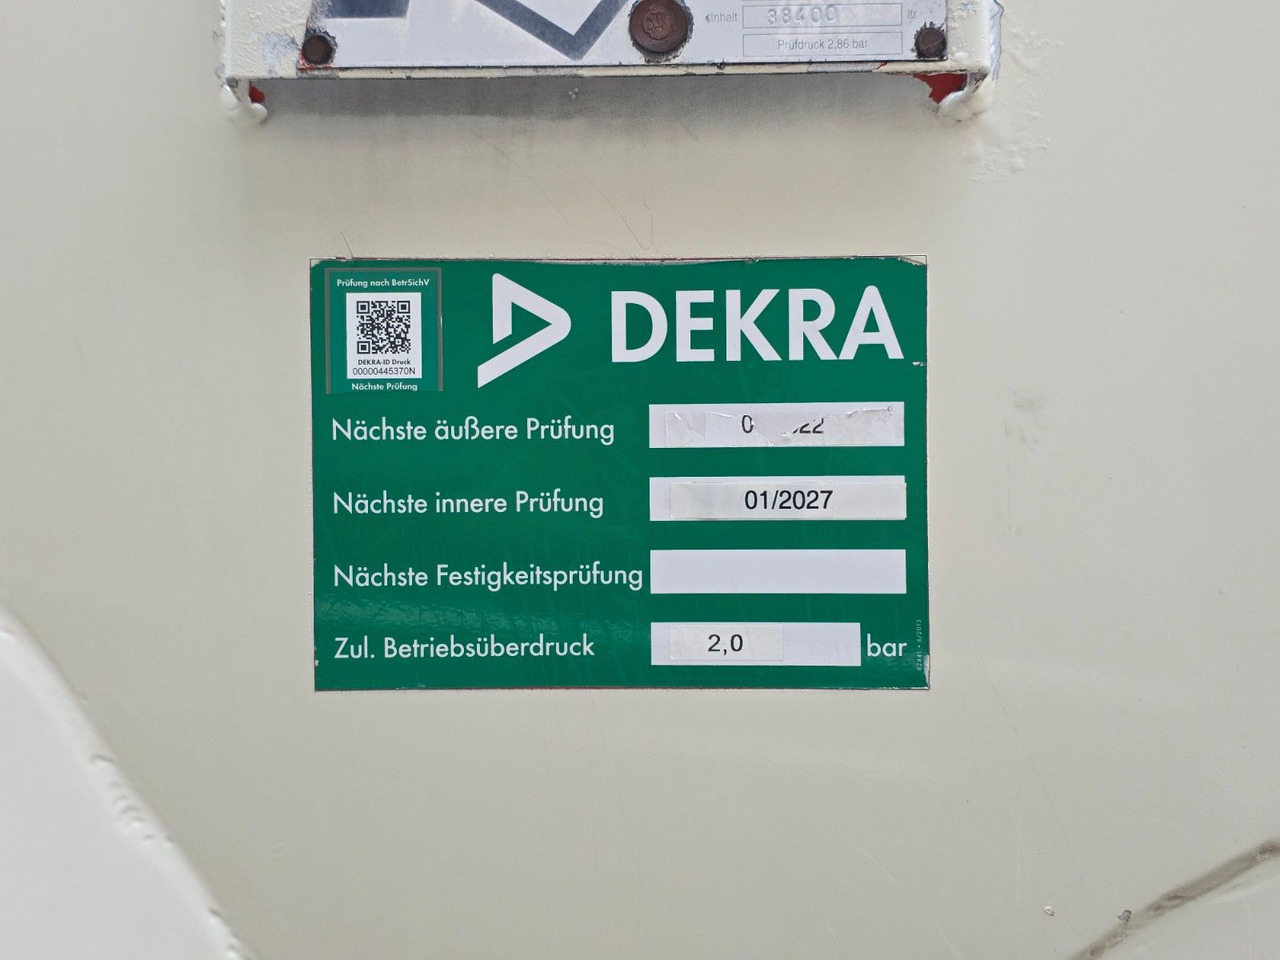 Inhalt 38400 ltr
Prüfdruck 2,86 bar
Prüfung nach BetrSichV
DEKRA-ID Druck
00000445370N
Nächste Prüfung
DEKRA
Nächste äußere Prüfung
Nächste innere Prüfung 01/2027
Nächste Festigkeitsprüfung
Zul. Betriebsüberdruck 2,0 bar